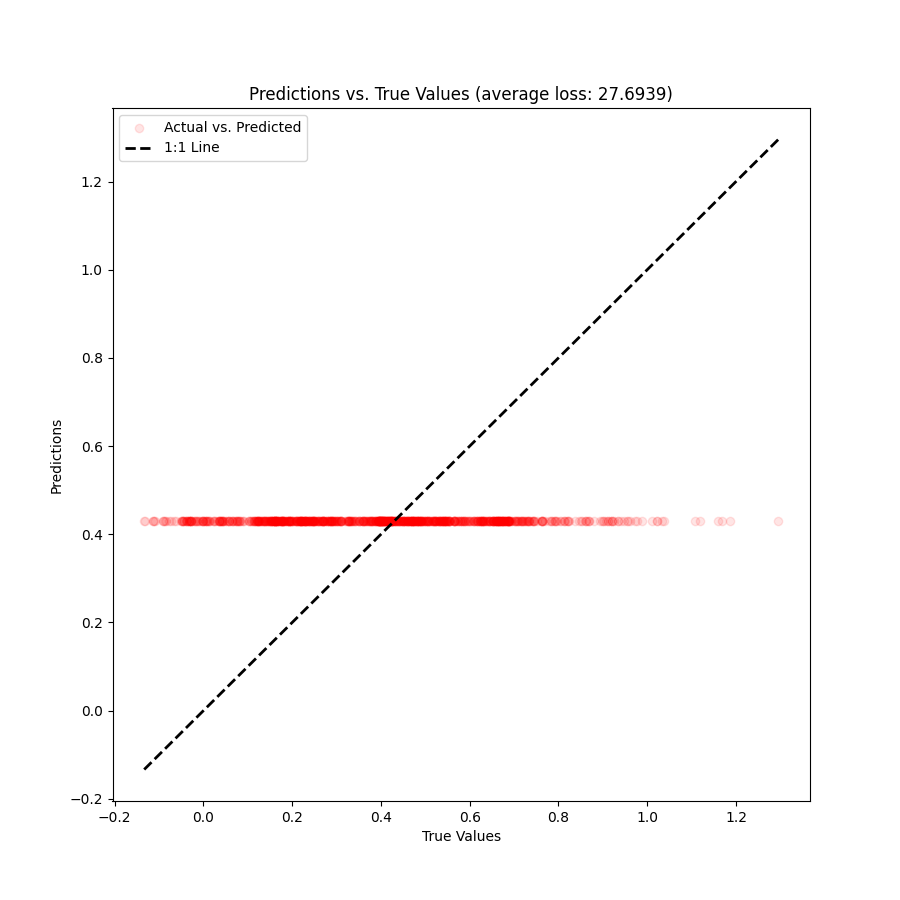 Predictions vs. True Values (average loss: 27.6939)
Actual vs. Predicted
1:1 Line
1.2
1.0
0.8
0.6
0.4
0.2
0.0
−0.2
Predictions
−0.2 0.0 0.2 0.4 0.6 0.8 1.0 1.2
True Values